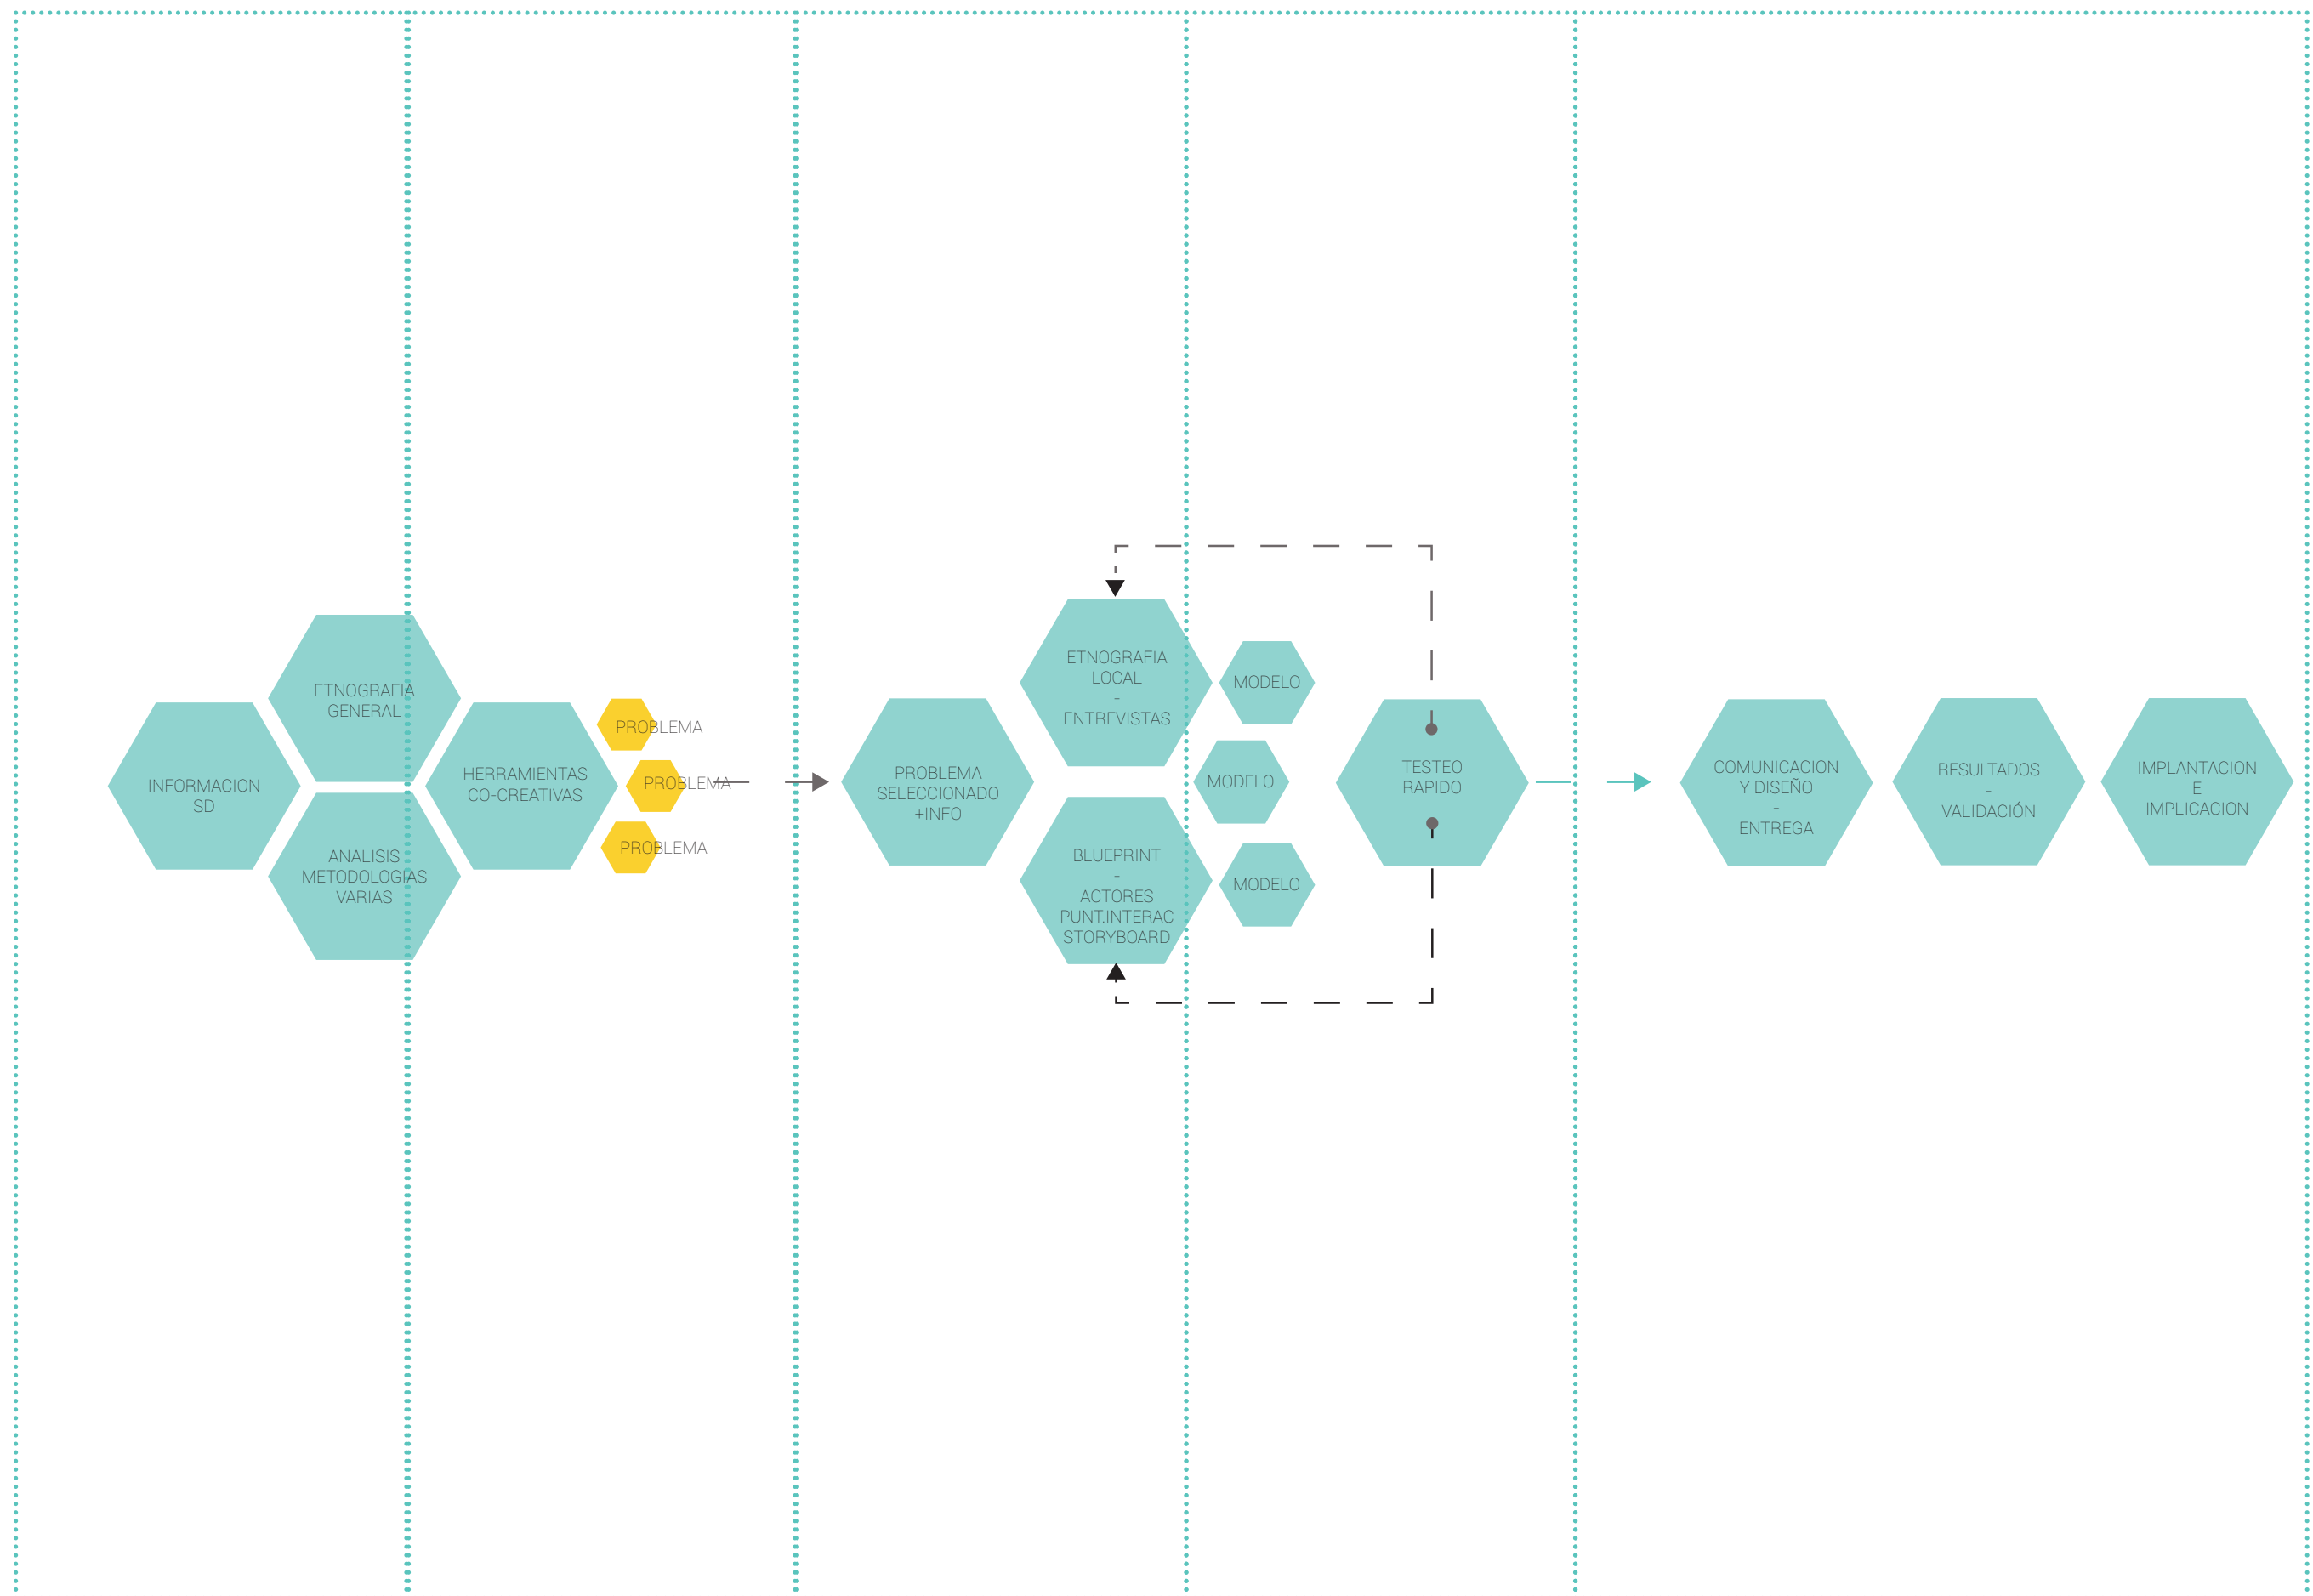 INFORMACION
SD
ETNOGRAFIA
GENERAL
ANALISIS
METODOLOGIAS
VARIAS
HERRAMIENTAS
CO-CREATIVAS
PROBLEMA
PROBLEMA
PROBLEMA
PROBLEMA
SELECCIONADO
+INFO
ETNOGRAFIA
LOCAL
-
ENTREVISTAS
BLUEPRINT
-
ACTORES
PUNT.INTERAC
STORYBOARD
MODELO
MODELO
MODELO
TESTEO
RAPIDO
COMUNICACION
Y DISEÑO
-
ENTREGA
RESULTADOS
-
VALIDACIÓN
IMPLANTACION
E
IMPLICACION